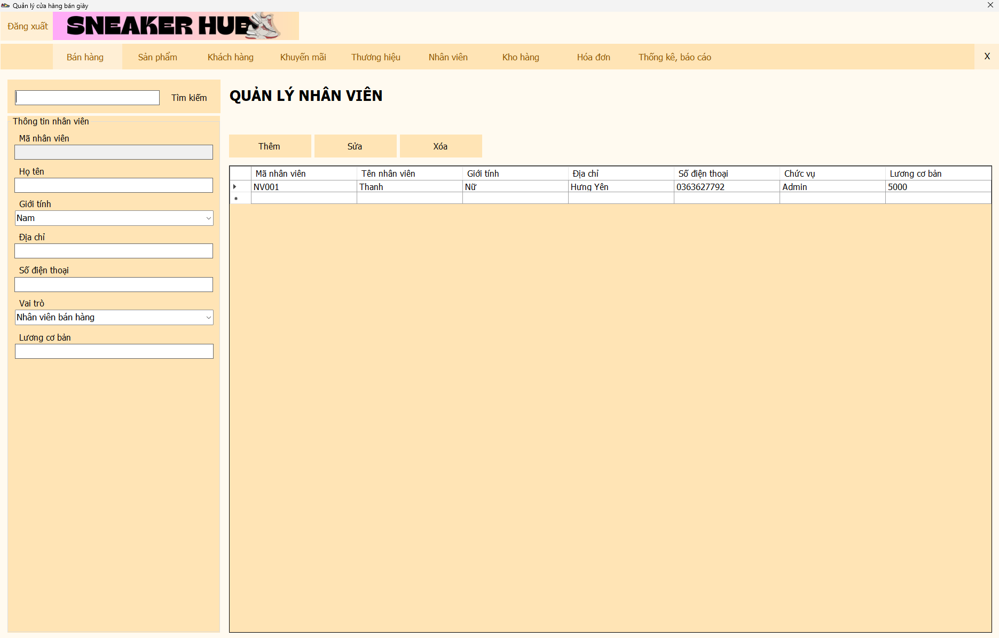 Quản lý cửa hàng bán giày
Đăng xuất
SNEAKER HUB
Bán hàng Sản phẩm Khách hàng Khuyến mãi Thương hiệu Nhân viên Kho hàng Hóa đơn Thống kê, báo cáo X
Tìm kiếm
QUẢN LÝ NHÂN VIÊN
Thông tin nhân viên
Mã nhân viên
Họ tên
Giới tính
Nam
Địa chỉ
Số điện thoại
Vai trò
Nhân viên bán hàng
Lương cơ bản
Thêm Sửa Xóa
Mã nhân viên Tên nhân viên Giới tính Địa chỉ Số điện thoại Chức vụ Lương cơ bản
NV001 Thanh Nữ Hưng Yên 0363627792 Admin 5000